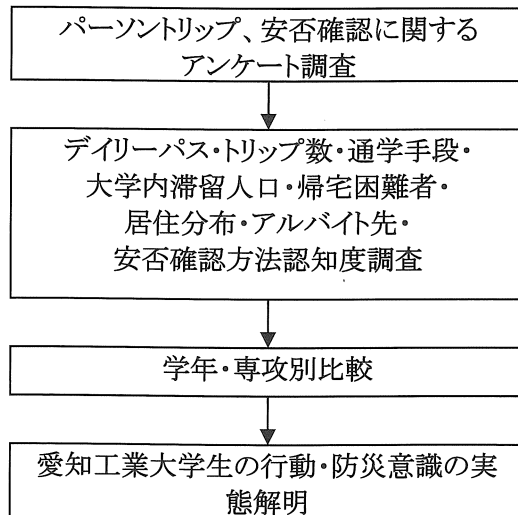 パーソントリップ、安否確認に関する
アンケート調査
デイリーパス・トリップ数・通学手段・
大学内滞留人口・帰宅困難者・
居住分布・アルバイト先・
安否確認方法認知度調査
学年・専攻別比較
愛知工業大学生の行動・防災意識の実
態解明